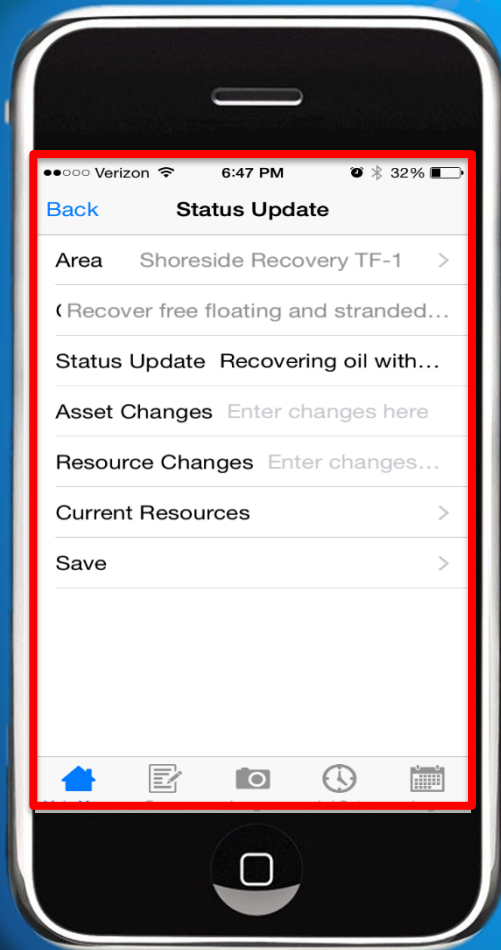 Verizon 6:47 PM 32%
Back Status Update
Area Shoreside Recovery TF-1 >
( Recover free floating and stranded...
Status Update Recovering oil with...
Asset Changes Enter changes here
Resource Changes Enter changes...
Current Resources >
Save >